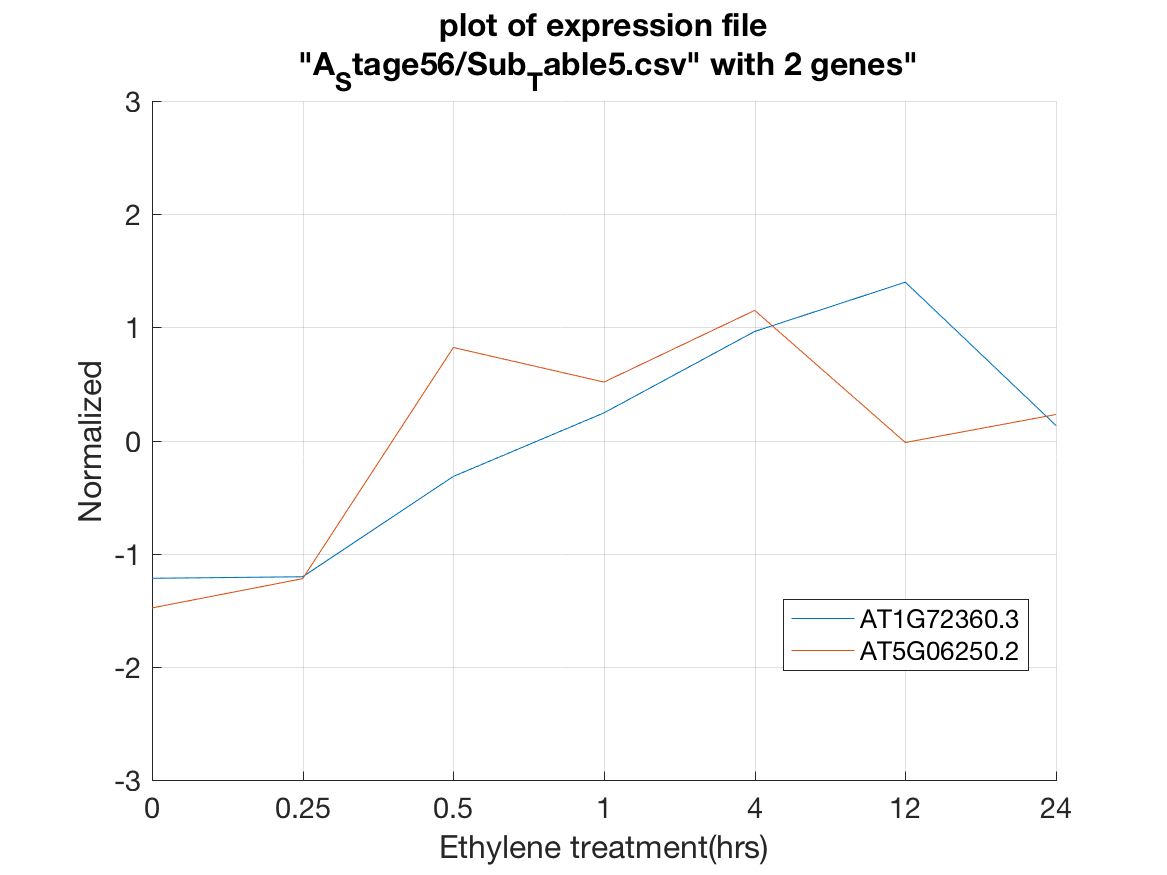 plot of expression file
"A_Stage56/Sub_Table5.csv" with 2 genes"
3
2
1
0
-1
-2
-3
Normalized
AT1G72360.3
AT5G06250.2
0 0.25 0.5 1 4 12 24
Ethylene treatment(hrs)